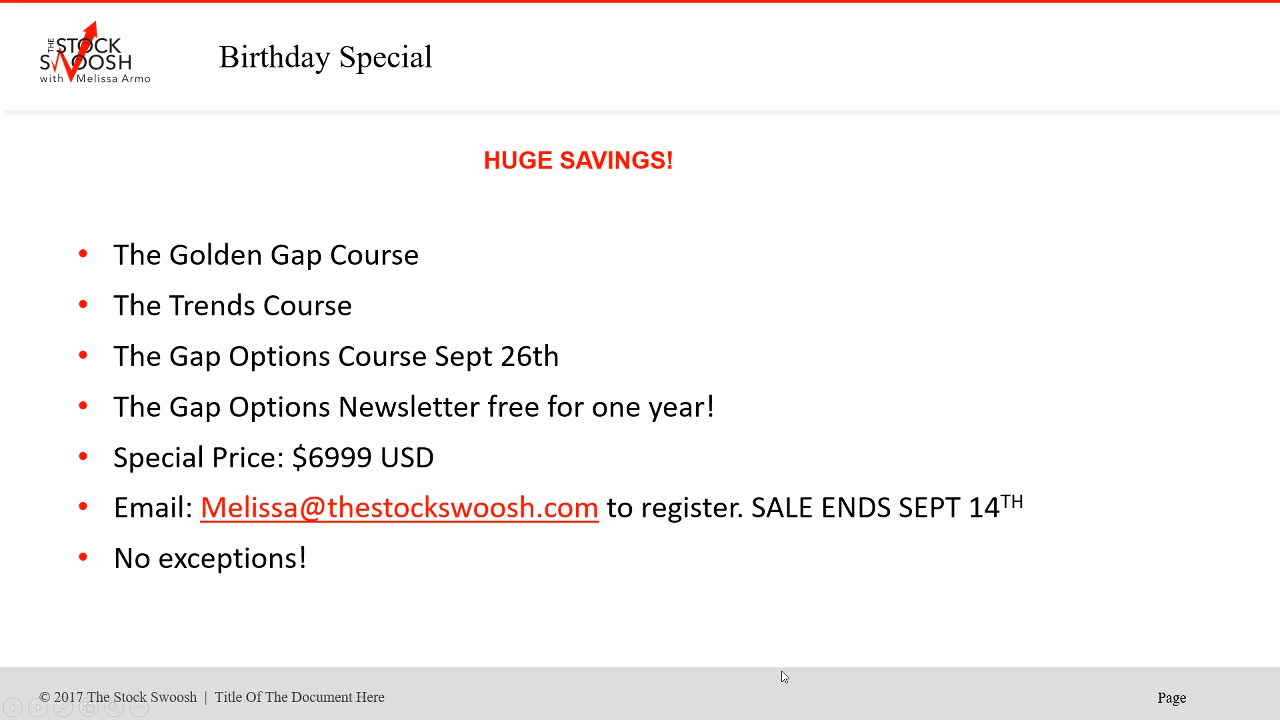 THE STOCK
SWOOSH
with Melissa Armo
Birthday Special
HUGE SAVINGS!
• The Golden Gap Course
• The Trends Course
• The Gap Options Course Sept 26th
• The Gap Options Newsletter free for one year!
• Special Price: $6999 USD
• Email: Melissa@thestockswoosh.com to register. SALE ENDS SEPT 14TH
• No exceptions!
© 2017 The Stock Swoosh | Title Of The Document Here
Page